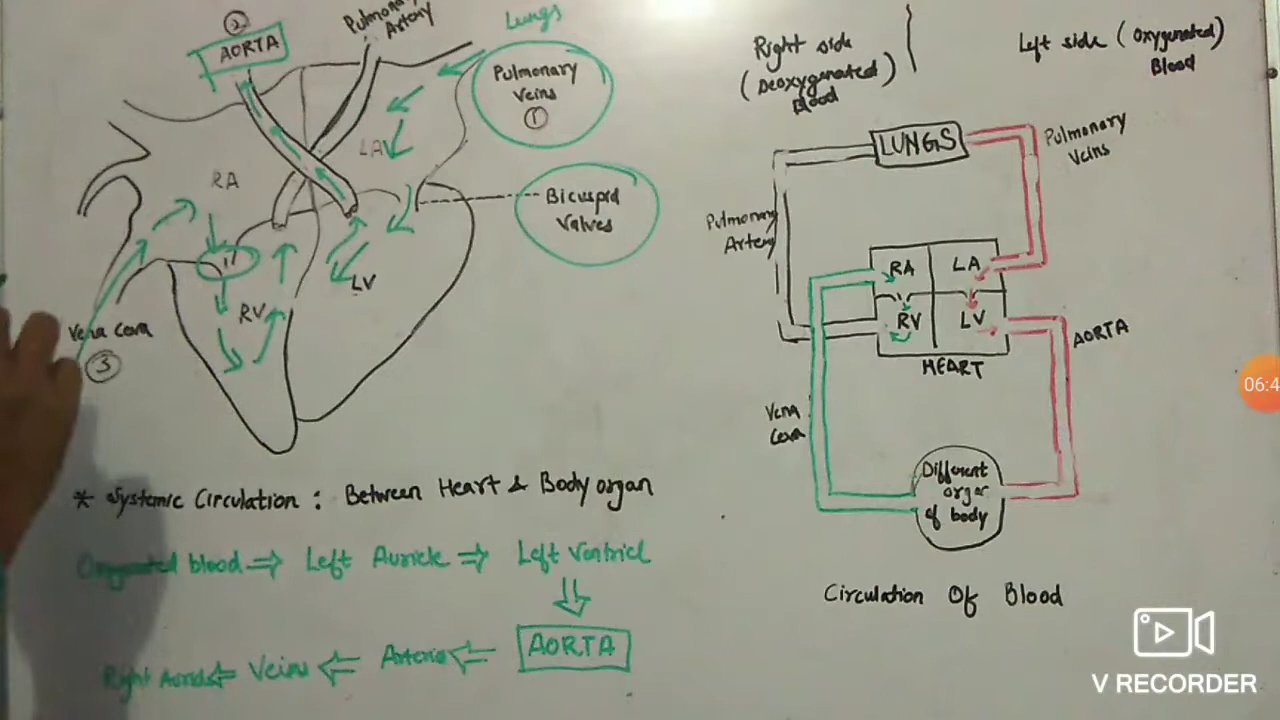 ②
AORTA
Pulmonary
Artery
Lungs
Pulmonary
Veins
①
LA
RA
Bicuspid
Valves
LV
RV
Vena Cava
③
* Systemic Circulation : Between Heart & Body organ
Oxygenated blood ⇒ Left Auricle ⇒ Left Ventricl
⇓
Right Auricle ⇐ Veins ⇐ Arteries ⇐ AORTA
Right side
(Deoxygenated)
Blood
Left side (Oxygenated)
Blood
LUNGS
Pulmonary
Veins
Pulmonary
Artery
RA
LA
RV
LV
HEART
AORTA
Vena
Cava
Different
organ
of body
Circulation Of Blood
06:4
V RECORDER